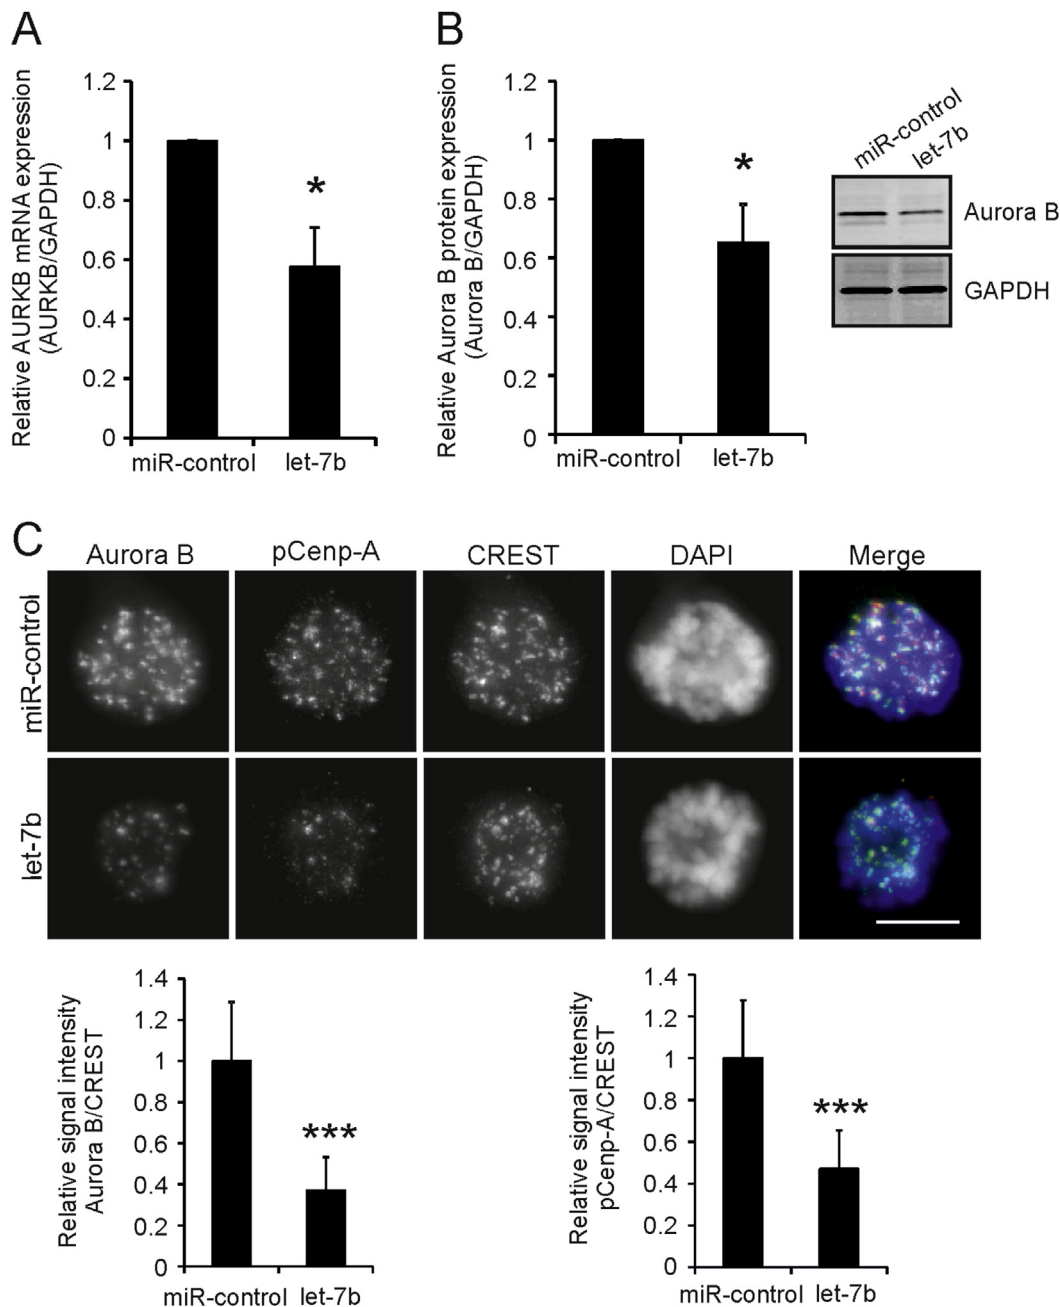 A
Relative AURKB mRNA expression
(AURKB/GAPDH)
1.2
1
0.8
0.6
0.4
0.2
0
*
miR-control let-7b
B
Relative Aurora B protein expression
(Aurora B/GAPDH)
1.2
1
0.8
0.6
0.4
0.2
0
*
miR-control let-7b
miR-control
let-7b
Aurora B
GAPDH
C
Aurora B pCenp-A CREST DAPI Merge
miR-control
let-7b
Relative signal intensity
Aurora B/CREST
1.4
1.2
1
0.8
0.6
0.4
0.2
0
***
miR-control let-7b
Relative signal intensity
pCenp-A/CREST
1.4
1.2
1
0.8
0.6
0.4
0.2
0
***
miR-control let-7b